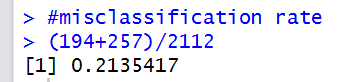 > #misclassification rate
> (194+257)/2112
[1] 0.2135417